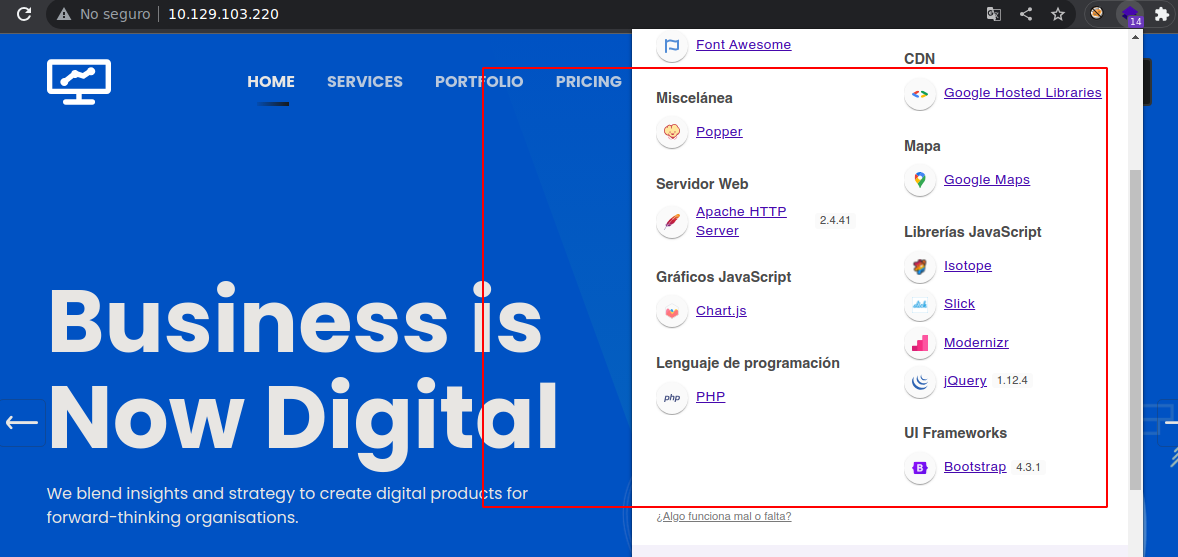 No seguro
10.129.103.220
14
HOME
SERVICES
PORTFOLIO
PRICING
Business is
Now Digital
We blend insights and strategy to create digital products for
forward-thinking organisations.
Font Awesome
Miscelánea
Popper
Servidor Web
Apache HTTP
Server
2.4.41
Gráficos JavaScript
Chart.js
Lenguaje de programación
php
PHP
CDN
Google Hosted Libraries
Mapa
Google Maps
Librerías JavaScript
Isotope
Slick
Modernizr
jQuery
1.12.4
UI Frameworks
B
Bootstrap
4.3.1
¿Algo funciona mal o falta?